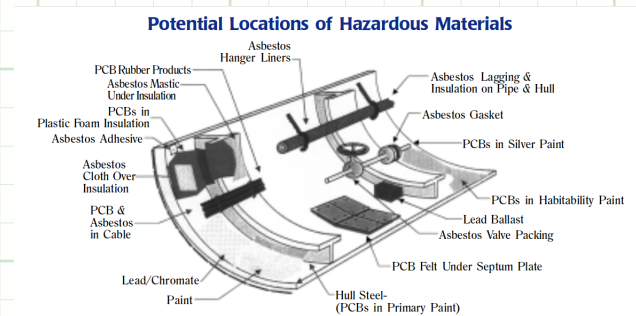 Potential Locations of Hazardous Materials
Asbestos
Hanger Liners
PCB Rubber Products
Asbestos Mastic
Under Insulation
PCBs in
Plastic Foam Insulation
Asbestos Adhesive
Asbestos
Cloth Over
Insulation
PCB &
Asbestos
in Cable
Lead/Chromate
Paint
Asbestos Lagging &
Insulation on Pipe & Hull
Asbestos Gasket
PCBs in Silver Paint
PCBs in Habitability Paint
Lead Ballast
Asbestos Valve Packing
PCB Felt Under Septum Plate
Hull Steel-
(PCBs in Primary Paint)